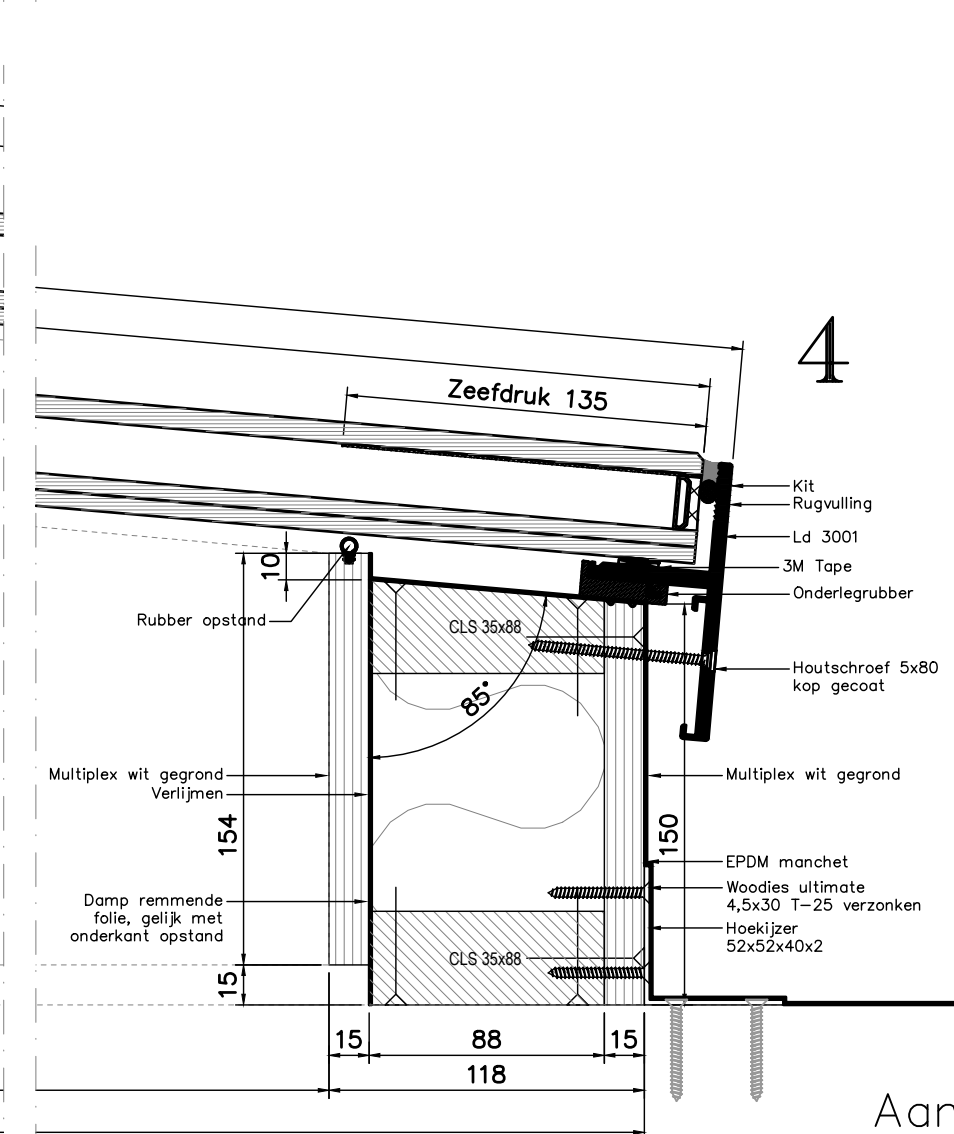 4
Zeefdruk 135
Kit
Rugvulling
Ld 3001
3M Tape
Onderlegrubber
10
Rubber opstand
CLS 35x88
Houtschroef 5x80
kop gecoat
85°
Multiplex wit gegrond
Verlijmen
Multiplex wit gegrond
154
150
EPDM manchet
Woodies ultimate
4,5x30 T-25 verzonken
Damp remmende
folie, gelijk met
onderkant opstand
Hoekijzer
52x52x40x2
CLS 35x88
15
15
88
15
118
Aan